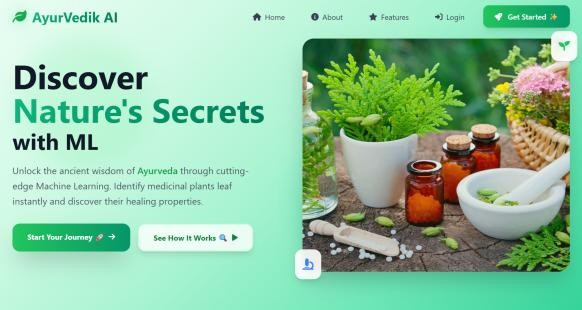 AyurVedik AI
Home
About
Features
Login
Get Started ✨
Discover
Nature's Secrets
with ML
Unlock the ancient wisdom of Ayurveda through cutting-
edge Machine Learning. Identify medicinal plants leaf
instantly and discover their healing properties.
Start Your Journey 🚀 →
See How It Works 🔍 ▶